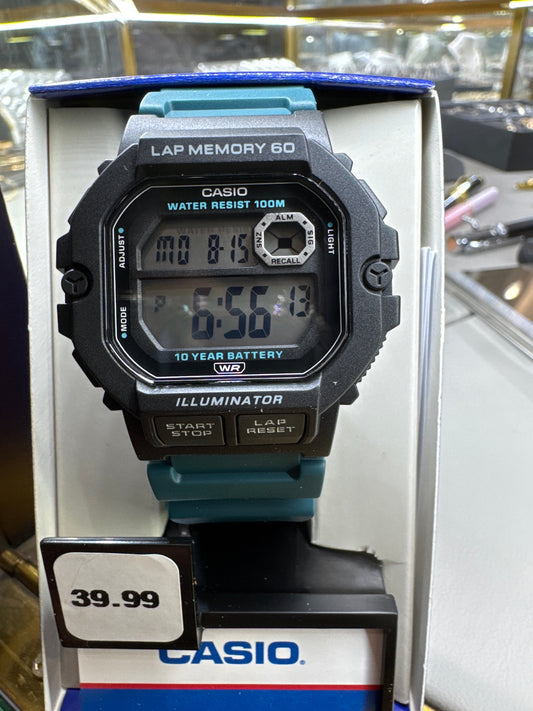 LAP MEMORY 60
CASIO
WATER RESIST 100M
ALM
SIG
SNZ
RECALL
ADJUST
LIGHT
MO 8-15
P 6:56 13
MODE
10 YEAR BATTERY
WR
ILLUMINATOR
START STOP
LAP RESET
39.99
CASIO®